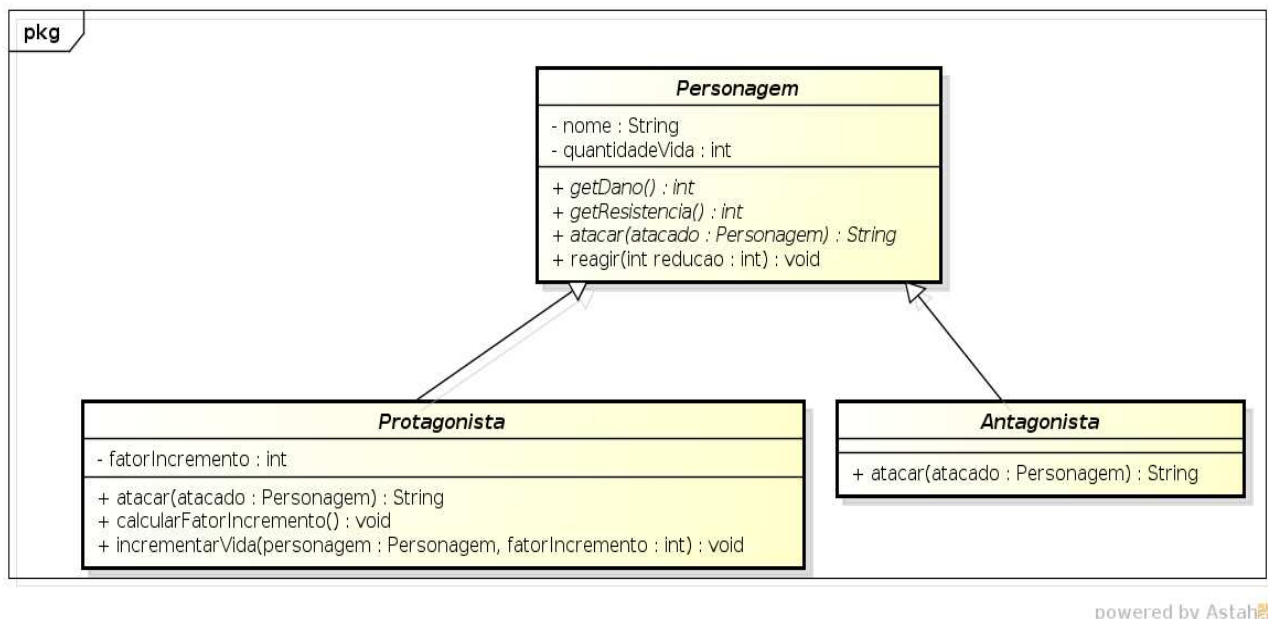 pkg
Personagem
- nome : String
- quantidadeVida : int
+ getDano() : int
+ getResistencia() : int
+ atacar(atacado : Personagem) : String
+ reagir(int reducao : int) : void
Protagonista
- fatorIncremento : int
+ atacar(atacado : Personagem) : String
+ calcularFatorIncremento() : void
+ incrementarVida(personagem : Personagem, fatorIncremento : int) : void
Antagonista
+ atacar(atacado : Personagem) : String
powered by Astah